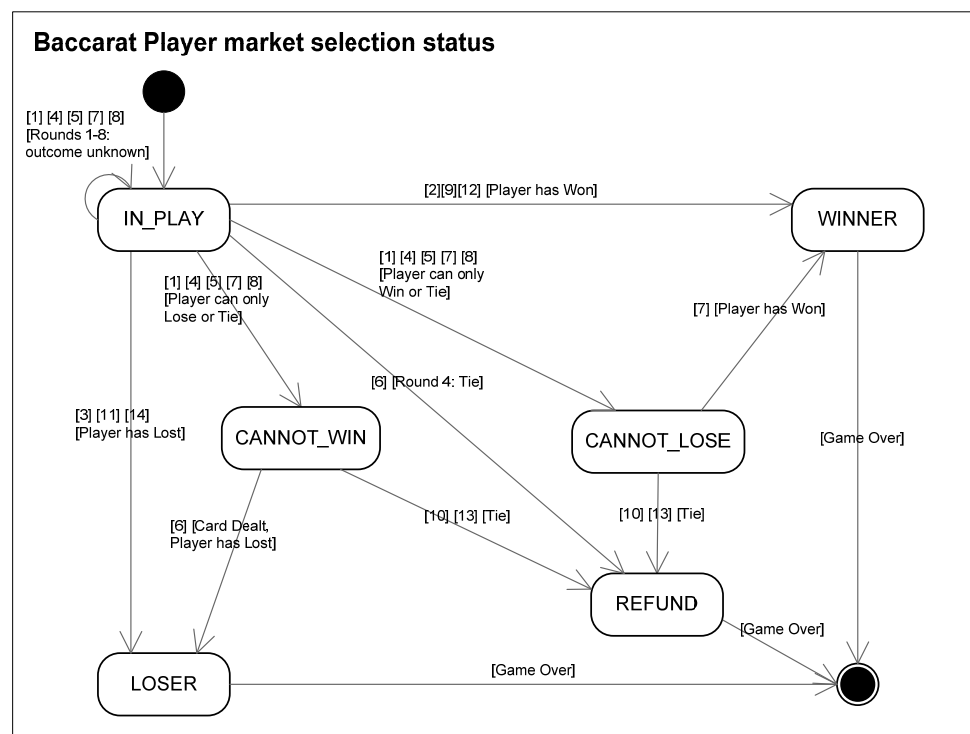 Baccarat Player market selection status
[1] [4] [5] [7] [8]
[Rounds 1-8:
outcome unknown]
IN_PLAY
[2][9][12] [Player has Won]
WINNER
[1] [4] [5] [7] [8]
[Player can only
Win or Tie]
[1] [4] [5] [7] [8]
[Player can only
Lose or Tie]
[7] [Player has Won]
[6] [Round 4: Tie]
[3] [11] [14]
[Player has Lost]
CANNOT_WIN
CANNOT_LOSE
[Game Over]
[10] [13] [Tie]
[10] [13] [Tie]
[6] [Card Dealt,
Player has Lost]
REFUND
[Game Over]
LOSER
[Game Over]